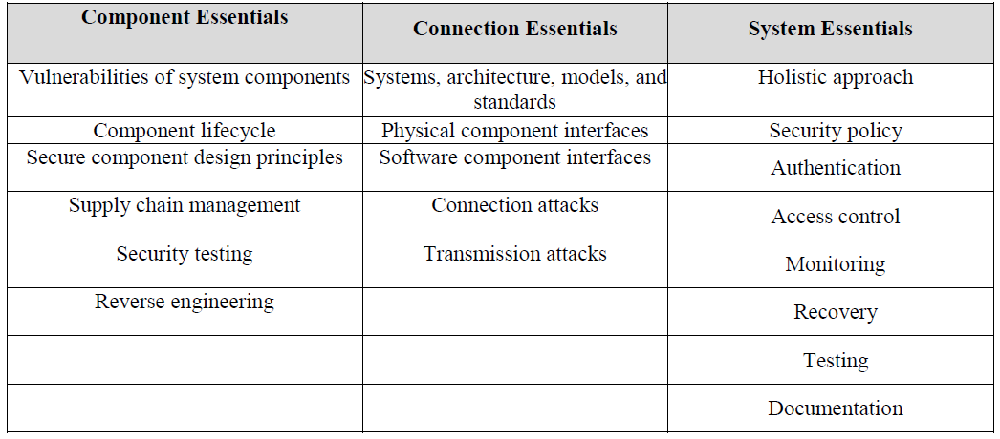 Component Essentials
Connection Essentials
System Essentials
Vulnerabilities of system components
Systems, architecture, models, and
standards
Holistic approach
Component lifecycle
Physical component interfaces
Security policy
Secure component design principles
Software component interfaces
Authentication
Supply chain management
Connection attacks
Access control
Security testing
Transmission attacks
Monitoring
Reverse engineering
Recovery
Testing
Documentation